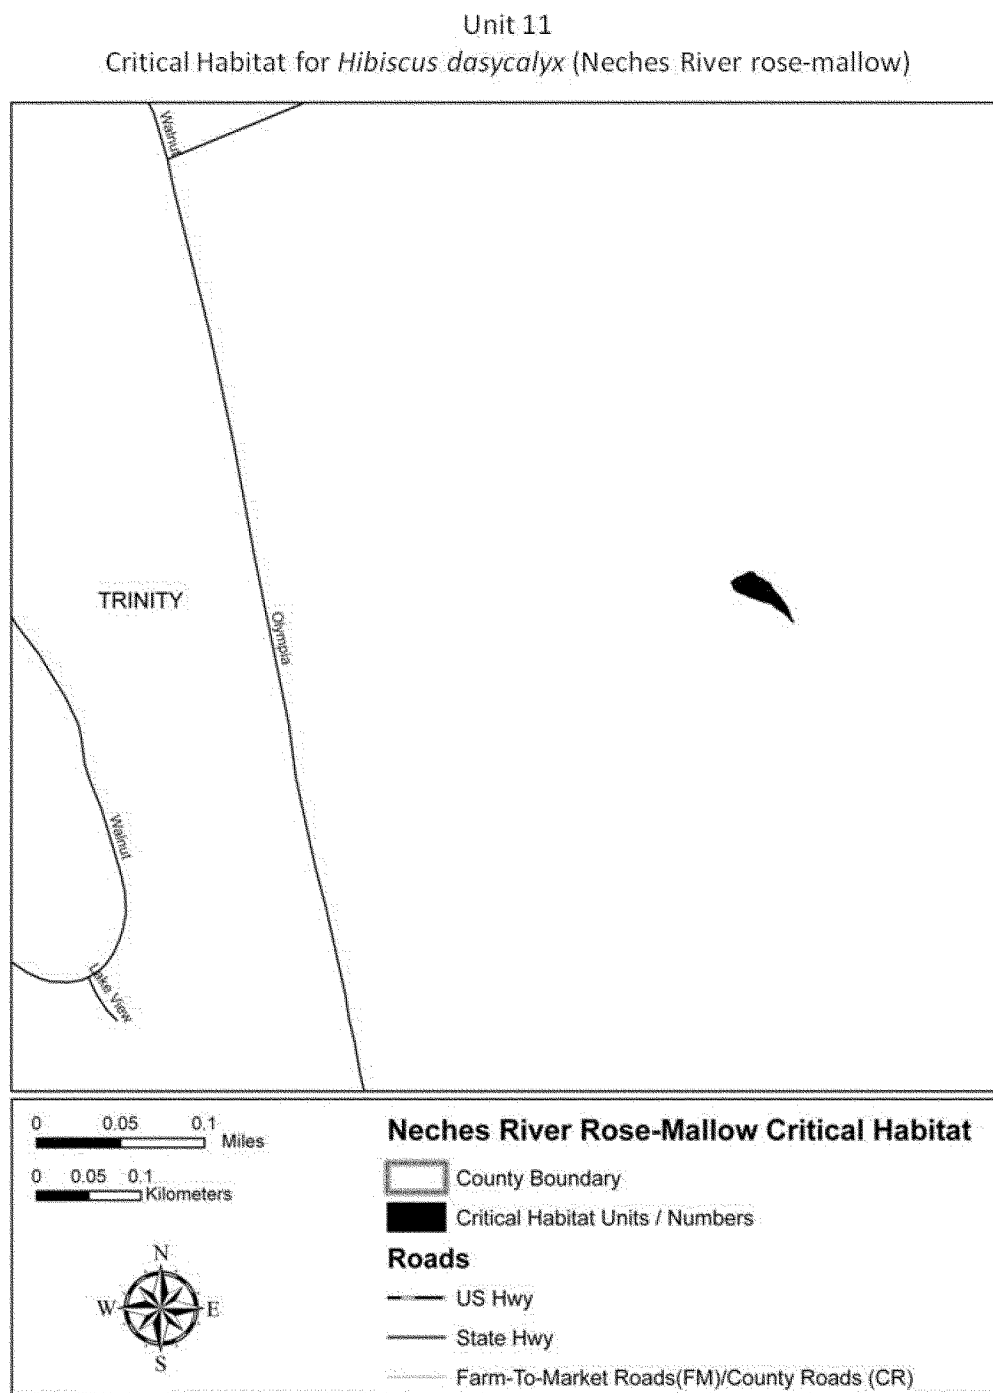 Unit 11
Critical Habitat for Hibiscus dasycalyx (Neches River rose-mallow)
Walnut
TRINITY
Olympia
Walnut
Lake View
0 0.05 0.1
Miles
0 0.05 0.1
Kilometers
N
W E
S
Neches River Rose-Mallow Critical Habitat
County Boundary
Critical Habitat Units / Numbers
Roads
US Hwy
State Hwy
Farm-To-Market Roads(FM)/County Roads (CR)